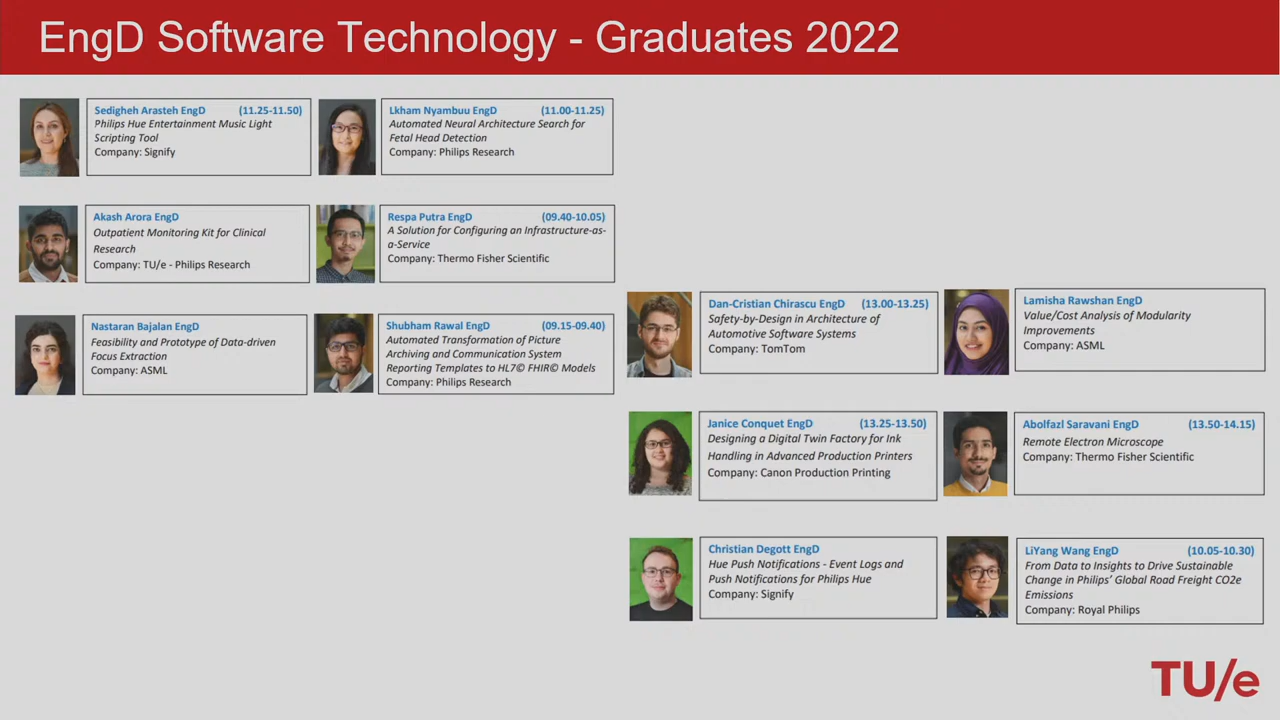 EngD Software Technology - Graduates 2022
Sedigheh Arasteh EngD (11.25-11.50)
Philips Hue Entertainment Music Light
Scripting Tool
Company: Signify
Lkham Nyambuu EngD (11.00-11.25)
Automated Neural Architecture Search for
Fetal Head Detection
Company: Philips Research
Akash Arora EngD
Outpatient Monitoring Kit for Clinical
Research
Company: TU/e - Philips Research
Respa Putra EngD (09.40-10.05)
A Solution for Configuring an Infrastructure-as-
a-Service
Company: Thermo Fisher Scientific
Nastaran Bajalan EngD
Feasibility and Prototype of Data-driven
Focus Extraction
Company: ASML
Shubham Rawal EngD (09.15-09.40)
Automated Transformation of Picture
Archiving and Communication System
Reporting Templates to HL7© FHIR© Models
Company: Philips Research
Dan-Cristian Chirascu EngD (13.00-13.25)
Safety-by-Design in Architecture of
Automotive Software Systems
Company: TomTom
Lamisha Rawshan EngD
Value/Cost Analysis of Modularity
Improvements
Company: ASML
Janice Conquet EngD (13.25-13.50)
Designing a Digital Twin Factory for Ink
Handling in Advanced Production Printers
Company: Canon Production Printing
Abolfazl Saravani EngD (13.50-14.15)
Remote Electron Microscope
Company: Thermo Fisher Scientific
Christian Degott EngD
Hue Push Notifications - Event Logs and
Push Notifications for Philips Hue
Company: Signify
LiYang Wang EngD (10.05-10.30)
From Data to Insights to Drive Sustainable
Change in Philips' Global Road Freight CO2e
Emissions
Company: Royal Philips
TU/e